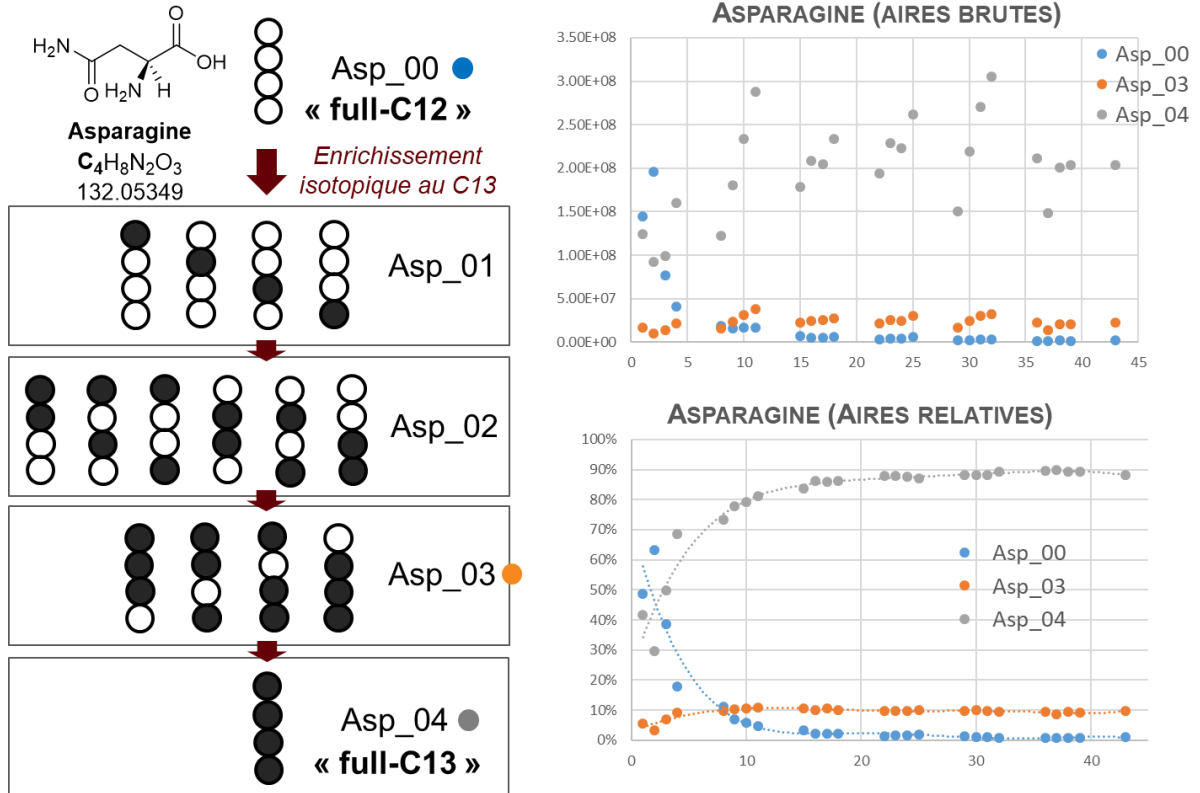 H₂N
O
O
OH
H₂N
H
Asparagine
C₄H₈N₂O₃
132.05349
Asp_00
« full-C12 »
Enrichissement
isotopique au C13
Asp_01
Asp_02
Asp_03
Asp_04
« full-C13 »
ASPARAGINE (AIRES BRUTES)
3.50E+08
3.00E+08
2.50E+08
2.00E+08
1.50E+08
1.00E+08
5.00E+07
0.00E+00
0 5 10 15 20 25 30 35 40 45
Asp_00
Asp_03
Asp_04
ASPARAGINE (AIRES RELATIVES)
100%
90%
80%
70%
60%
50%
40%
30%
20%
10%
0%
0 10 20 30 40
Asp_00
Asp_03
Asp_04